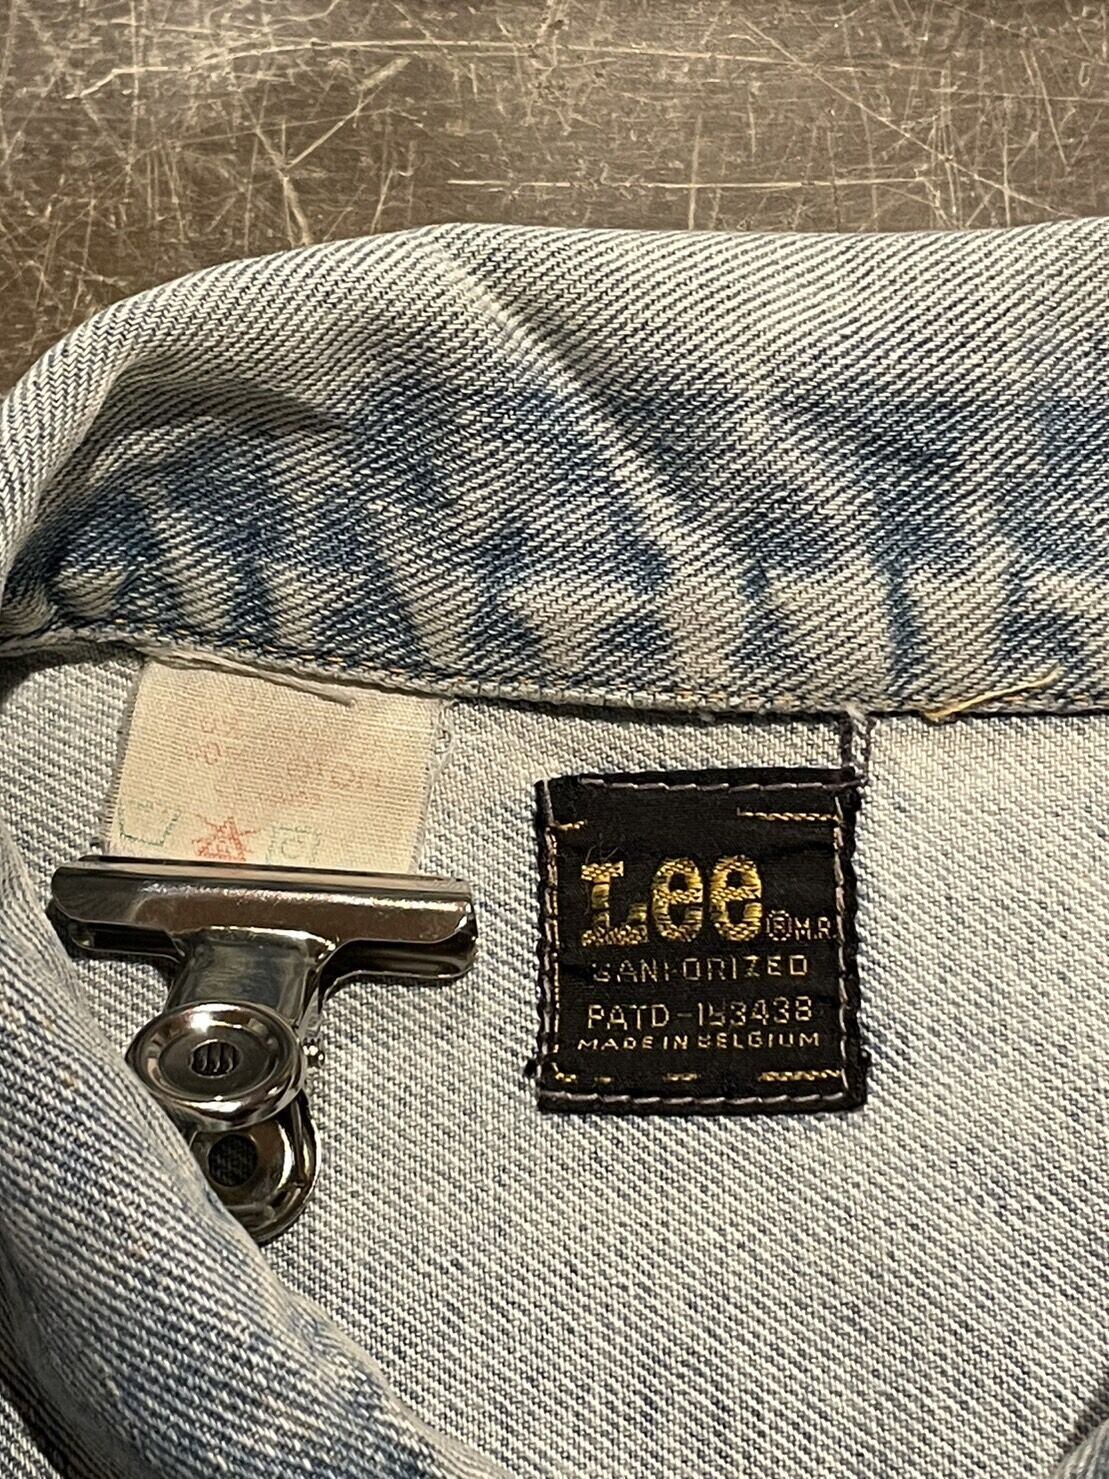 Lee ® M.R.
SANFORIZED
PATD-153438
MADE IN BELGIUM